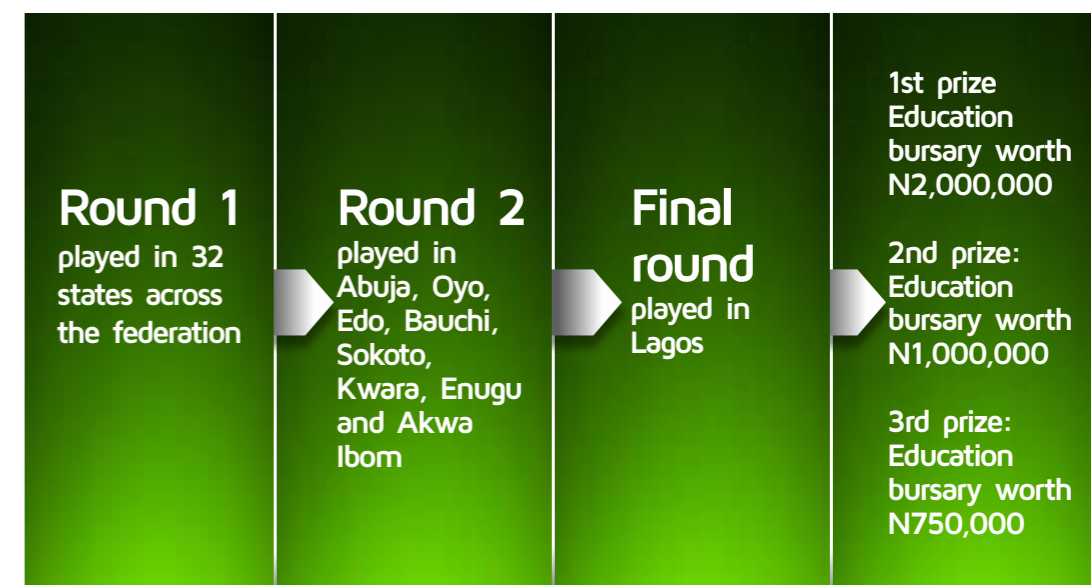 Round 1
played in 32
states across
the federation
Round 2
played in
Abuja, Oyo,
Edo, Bauchi,
Sokoto,
Kwara, Enugu
and Akwa
Ibom
Final
round
played in
Lagos
1st prize
Education
bursary worth
N2,000,000
2nd prize:
Education
bursary worth
N1,000,000
3rd prize:
Education
bursary worth
N750,000